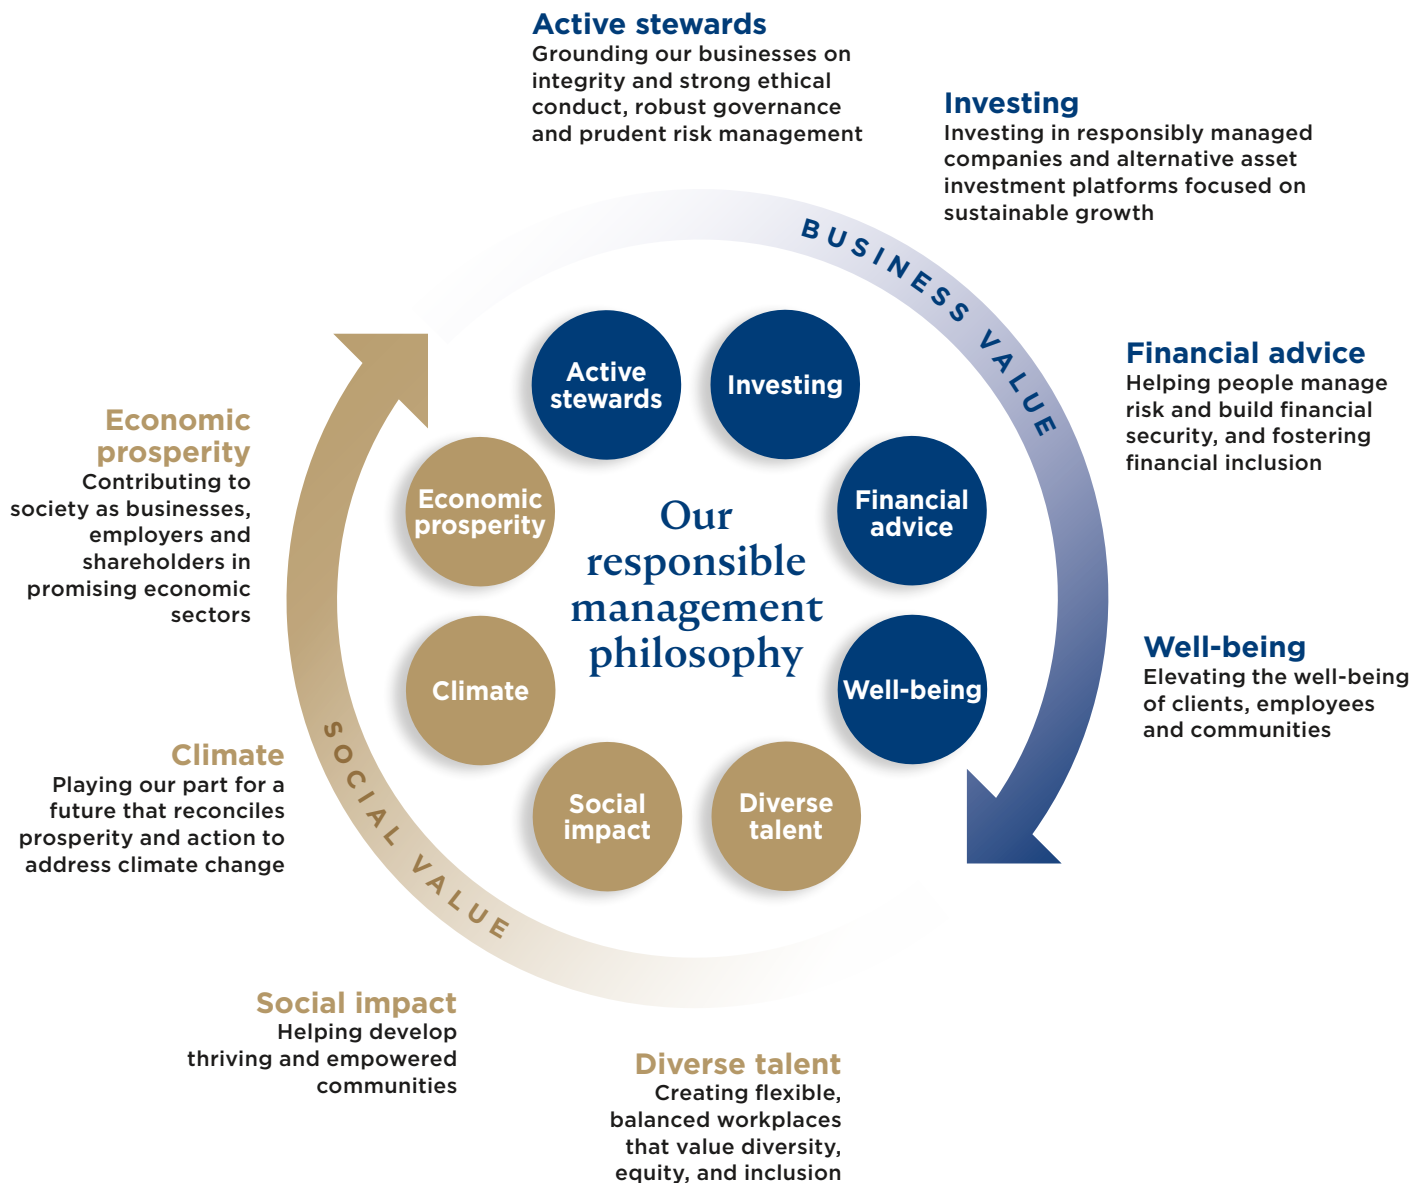 Active stewards
Grounding our businesses on
integrity and strong ethical
conduct, robust governance
and prudent risk management
Investing
Investing in responsibly managed
companies and alternative asset
investment platforms focused on
sustainable growth
BUSINESS VALUE
Financial advice
Helping people manage
risk and build financial
security, and fostering
financial inclusion
Well-being
Elevating the well-being
of clients, employees
and communities
Diverse talent
Creating flexible,
balanced workplaces
that value diversity,
equity, and inclusion
Social impact
Helping develop
thriving and empowered
communities
SOCIAL VALUE
Climate
Playing our part for a
future that reconciles
prosperity and action to
address climate change
Economic
prosperity
Contributing to
society as businesses,
employers and
shareholders in
promising economic
sectors
Active
stewards
Investing
Financial
advice
Well-being
Diverse
talent
Social
impact
Climate
Economic
prosperity
Our
responsible
management
philosophy